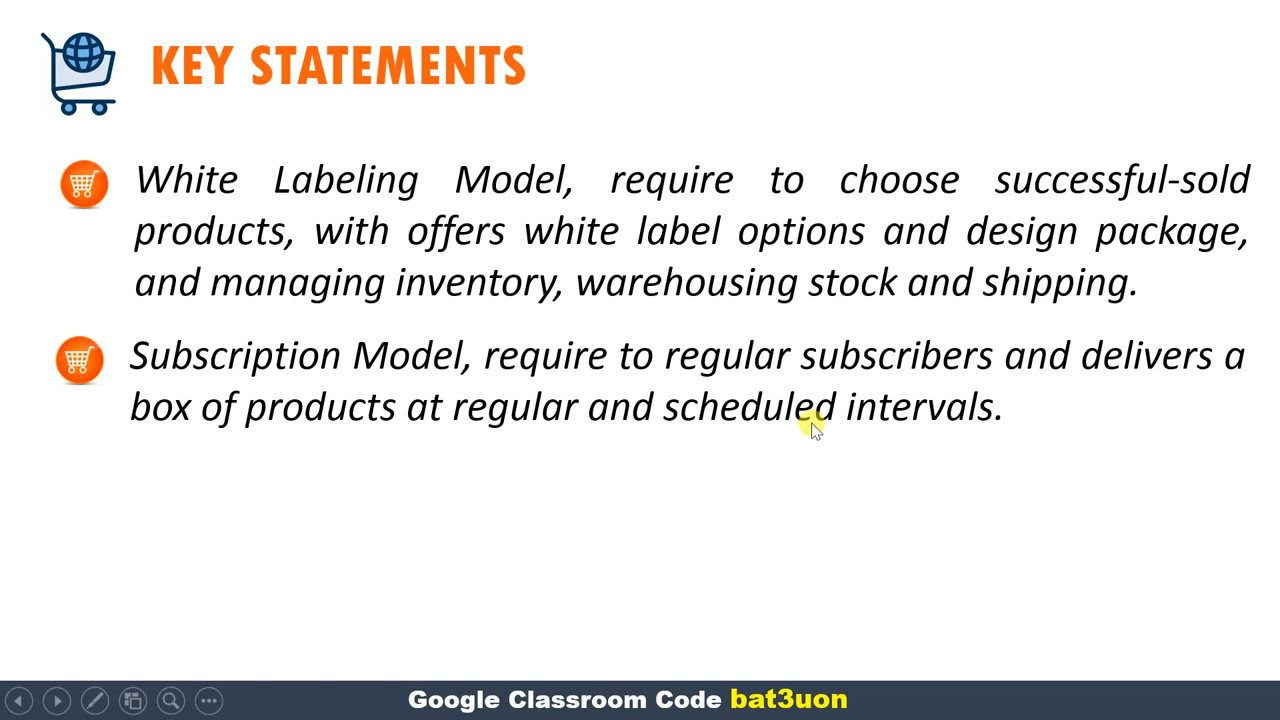 KEY STATEMENTS
White Labeling Model, require to choose successful-sold
products, with offers white label options and design package,
and managing inventory, warehousing stock and shipping.
Subscription Model, require to regular subscribers and delivers a
box of products at regular and scheduled intervals.
Google Classroom Code bat3uon